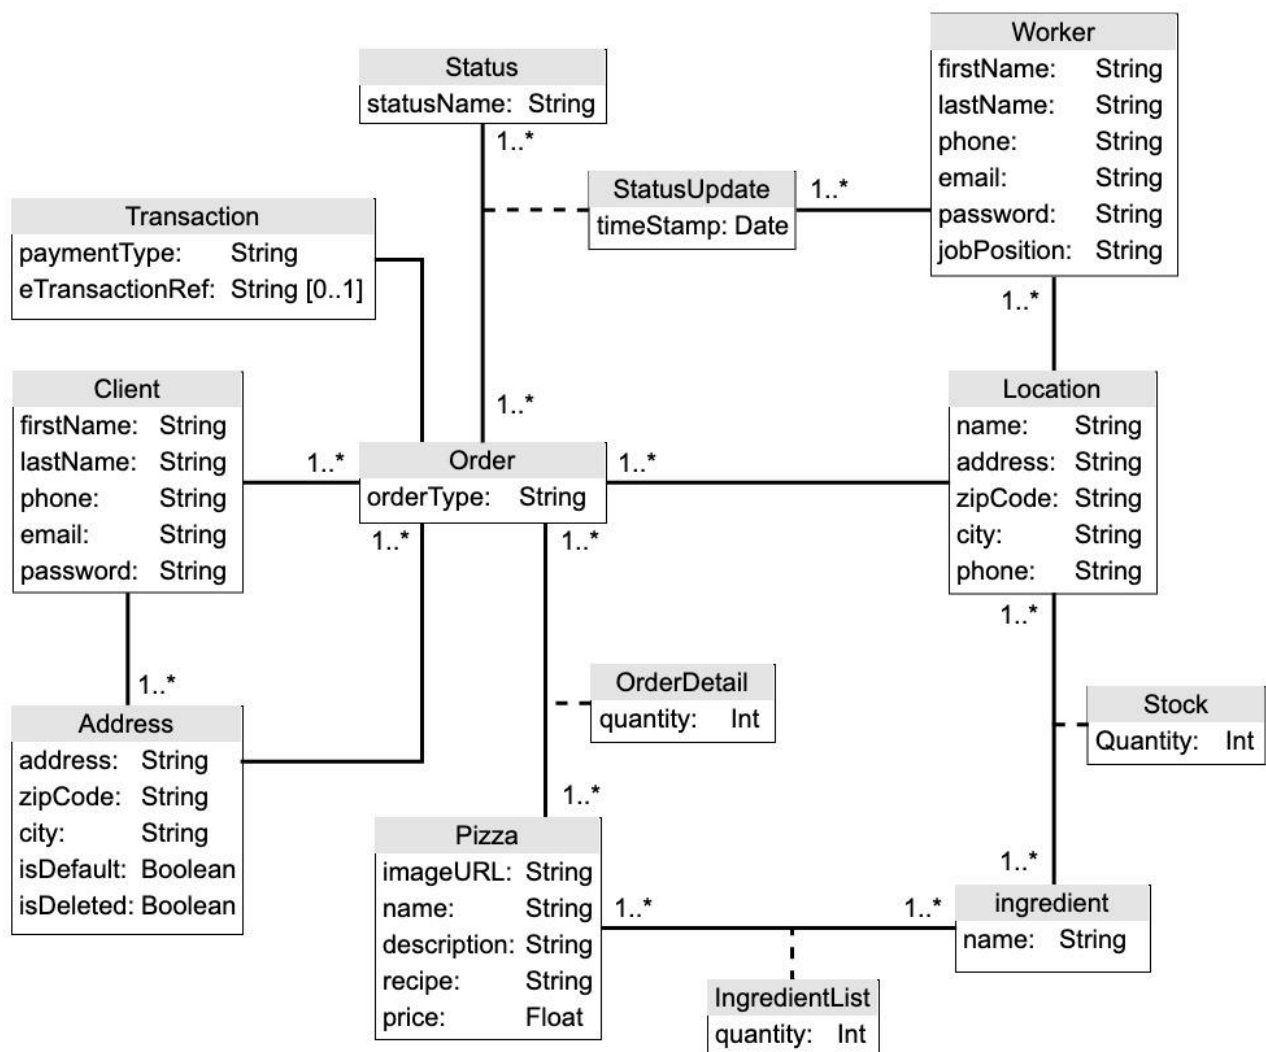 Worker
firstName: String
lastName: String
phone: String
email: String
password: String
jobPosition: String
1..*
Status
statusName: String
1..*
StatusUpdate
timeStamp: Date
1..*
Transaction
paymentType: String
eTransactionRef: String [0..1]
Client
firstName: String
lastName: String
phone: String
email: String
password: String
1..*
1..*
Order
orderType: String
1..*
1..*
1..*
Location
name: String
address: String
zipCode: String
city: String
phone: String
1..*
1..*
Address
address: String
zipCode: String
city: String
isDefault: Boolean
isDeleted: Boolean
OrderDetail
quantity: Int
Stock
Quantity: Int
1..*
Pizza
imageURL: String
name: String
description: String
recipe: String
price: Float
1..*
1..*
1..*
ingredient
name: String
IngredientList
quantity: Int